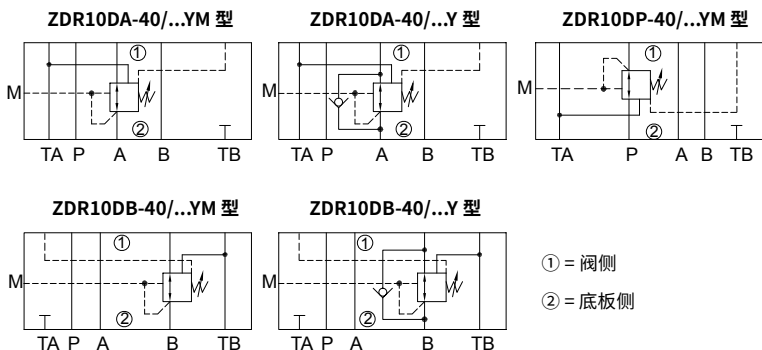 ZDR10DA-40/...YM 型 ZDR10DA-40/...Y 型 ZDR10DP-40/...YM 型
① ① ①
M M M
② ② ②
TA P A B TB TA P A B TB TA P A B TB
ZDR10DB-40/...YM 型 ZDR10DB-40/...Y 型
① ①
① = 阀侧
M M
② = 底板侧
② ②
TA P A B TB TA P A B TB